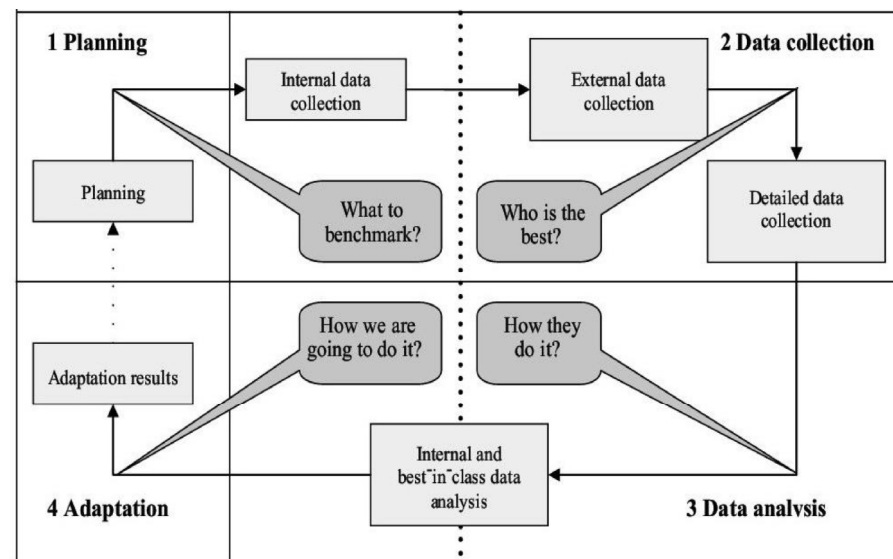 1 Planning
2 Data collection
Internal data
collection
External data
collection
Planning
What to
benchmark?
Who is the
best?
Detailed data
collection
How we are
going to do it?
How they
do it?
Adaptation results
Internal and
best-in-class data
analysis
4 Adaptation
3 Data analysis